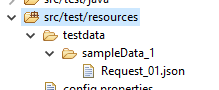 src/test/java
src/test/resources
testdata
sampleData_1
Request_01.json
config.properties